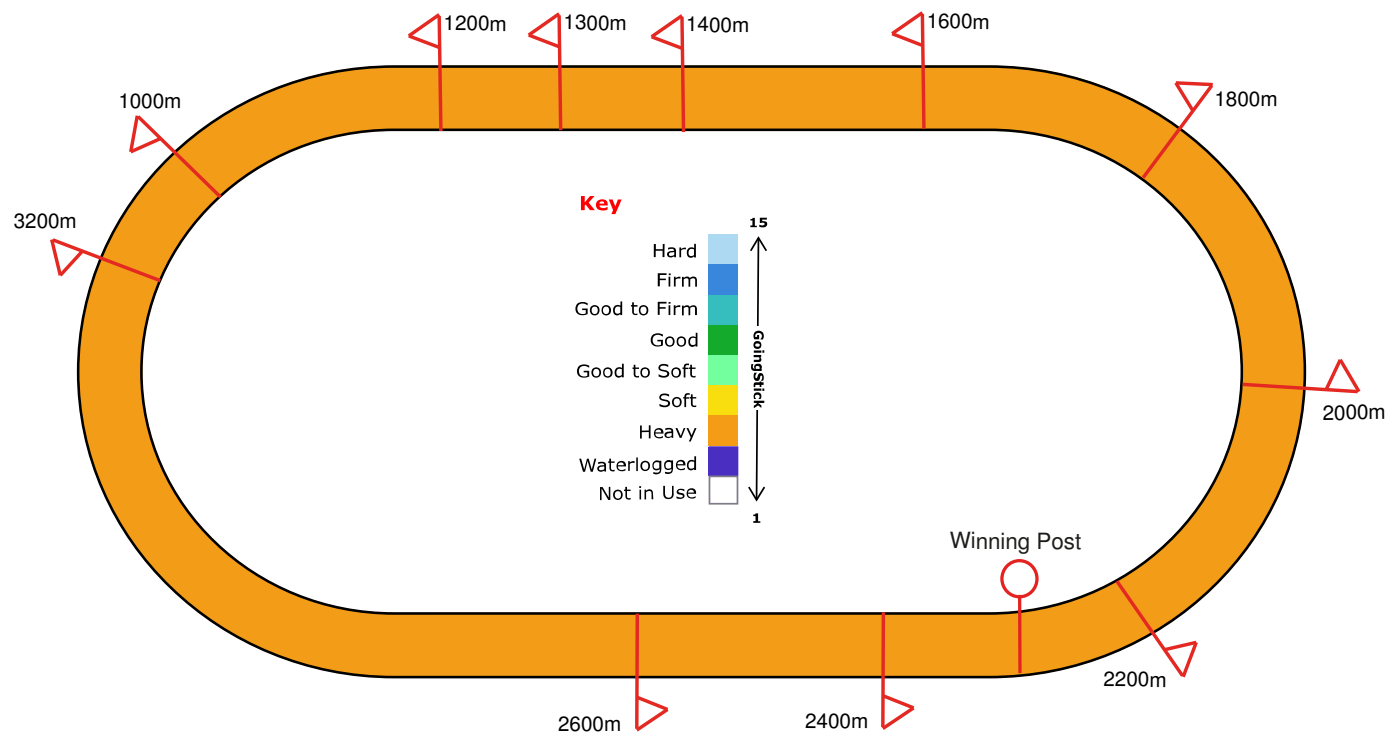 1200m
1300m
1400m
1600m
1000m
1800m
3200m
Key
15
Hard
Firm
Good to Firm
Good
GoingStick
Good to Soft
Soft
2000m
Heavy
Waterlogged
Not in Use
1
Winning Post
2200m
2600m
2400m